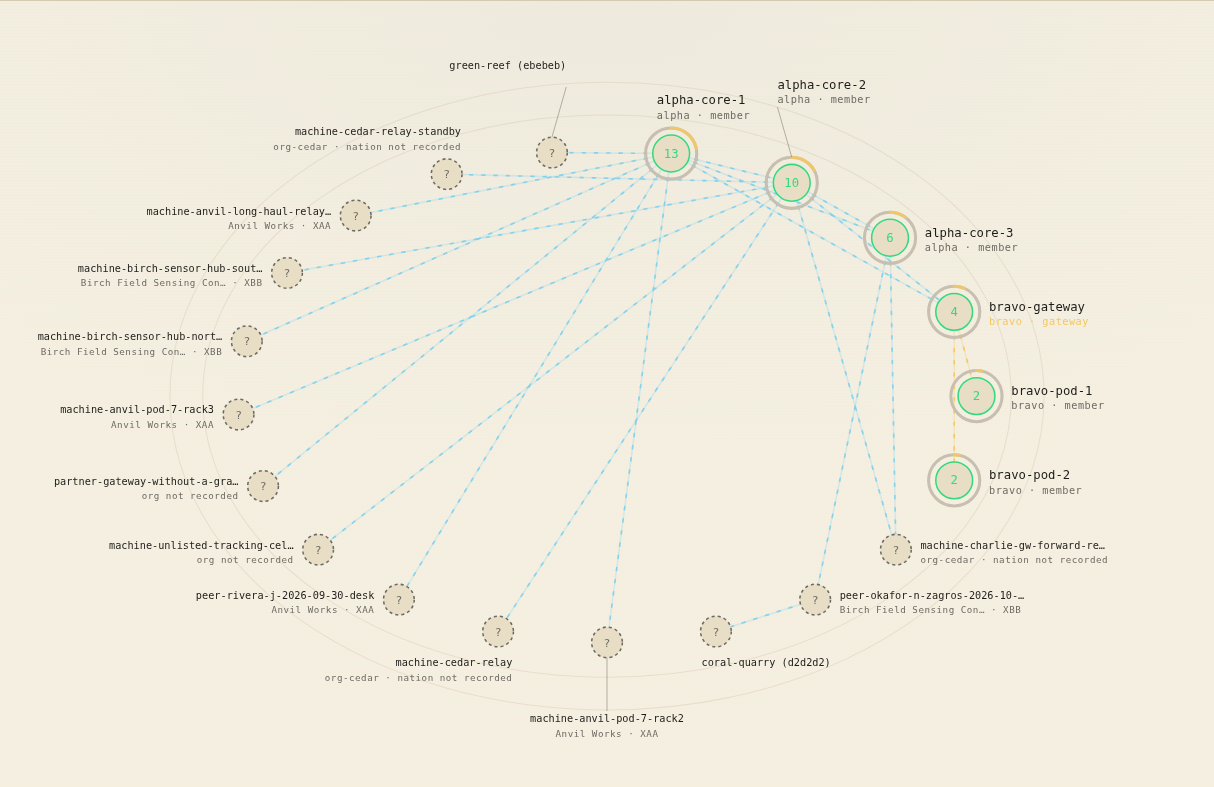 green-reef (ebebeb)
alpha-core-2
alpha · member
alpha-core-1
alpha · member
machine-cedar-relay-standby
org-cedar · nation not recorded
?
13
?
10
machine-anvil-long-haul-relay…
Anvil Works · XAA
?
6
alpha-core-3
alpha · member
machine-birch-sensor-hub-sout…
Birch Field Sensing Con… · XBB
?
4
bravo-gateway
bravo · gateway
machine-birch-sensor-hub-nort…
Birch Field Sensing Con… · XBB
?
2
bravo-pod-1
bravo · member
machine-anvil-pod-7-rack3
Anvil Works · XAA
?
2
bravo-pod-2
bravo · member
partner-gateway-without-a-gra…
org not recorded
?
machine-unlisted-tracking-cel…
org not recorded
?
?
machine-charlie-gw-forward-re…
org-cedar · nation not recorded
peer-rivera-j-2026-09-30-desk
Anvil Works · XAA
?
?
peer-okafor-n-zagros-2026-10-…
Birch Field Sensing Con… · XBB
?
?
?
machine-cedar-relay
org-cedar · nation not recorded
coral-quarry (d2d2d2)
machine-anvil-pod-7-rack2
Anvil Works · XAA